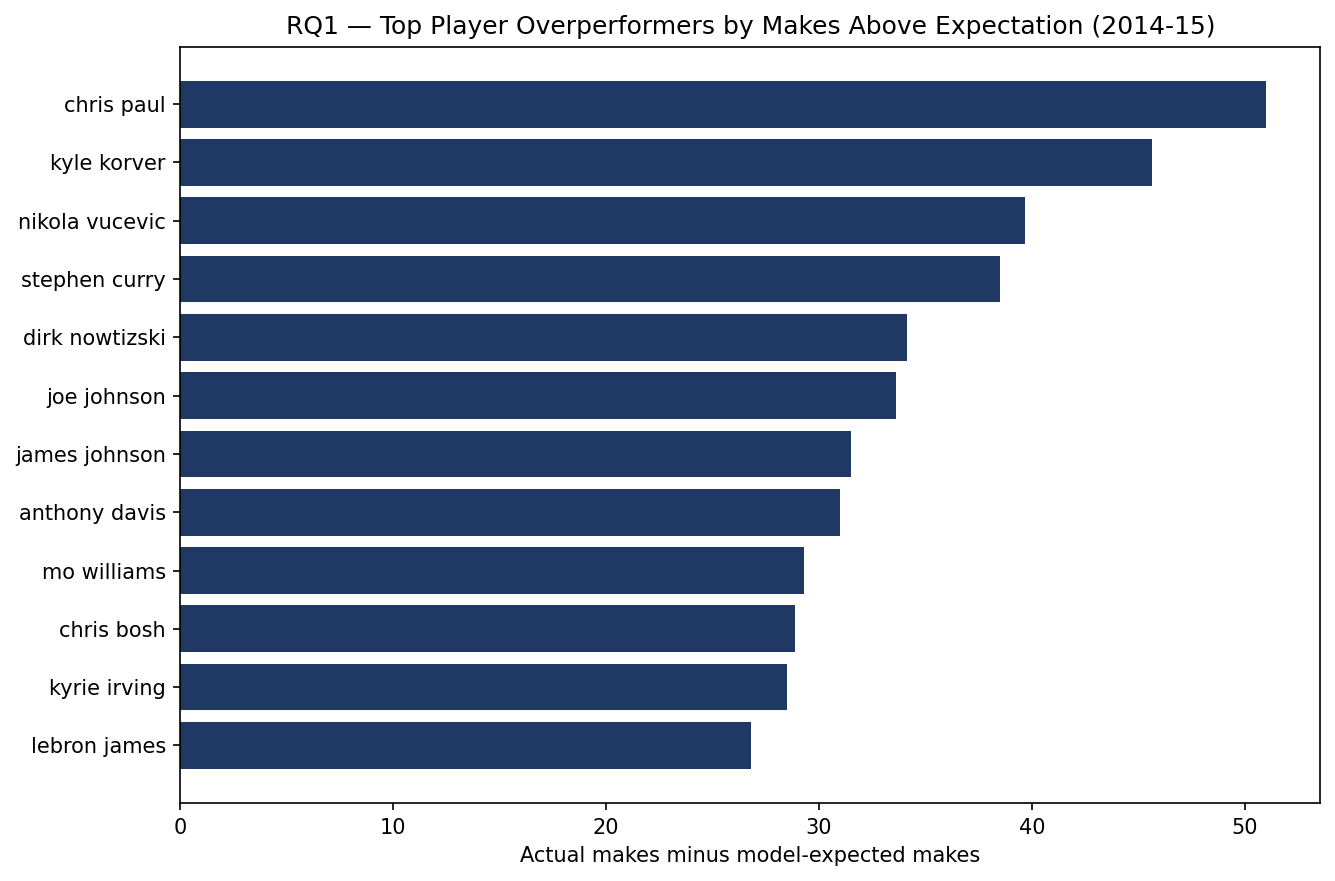 RQ1 — Top Player Overperformers by Makes Above Expectation (2014-15)
chris paul
kyle korver
nikola vucevic
stephen curry
dirk nowtizski
joe johnson
james johnson
anthony davis
mo williams
chris bosh
kyrie irving
lebron james
0 10 20 30 40 50
Actual makes minus model-expected makes